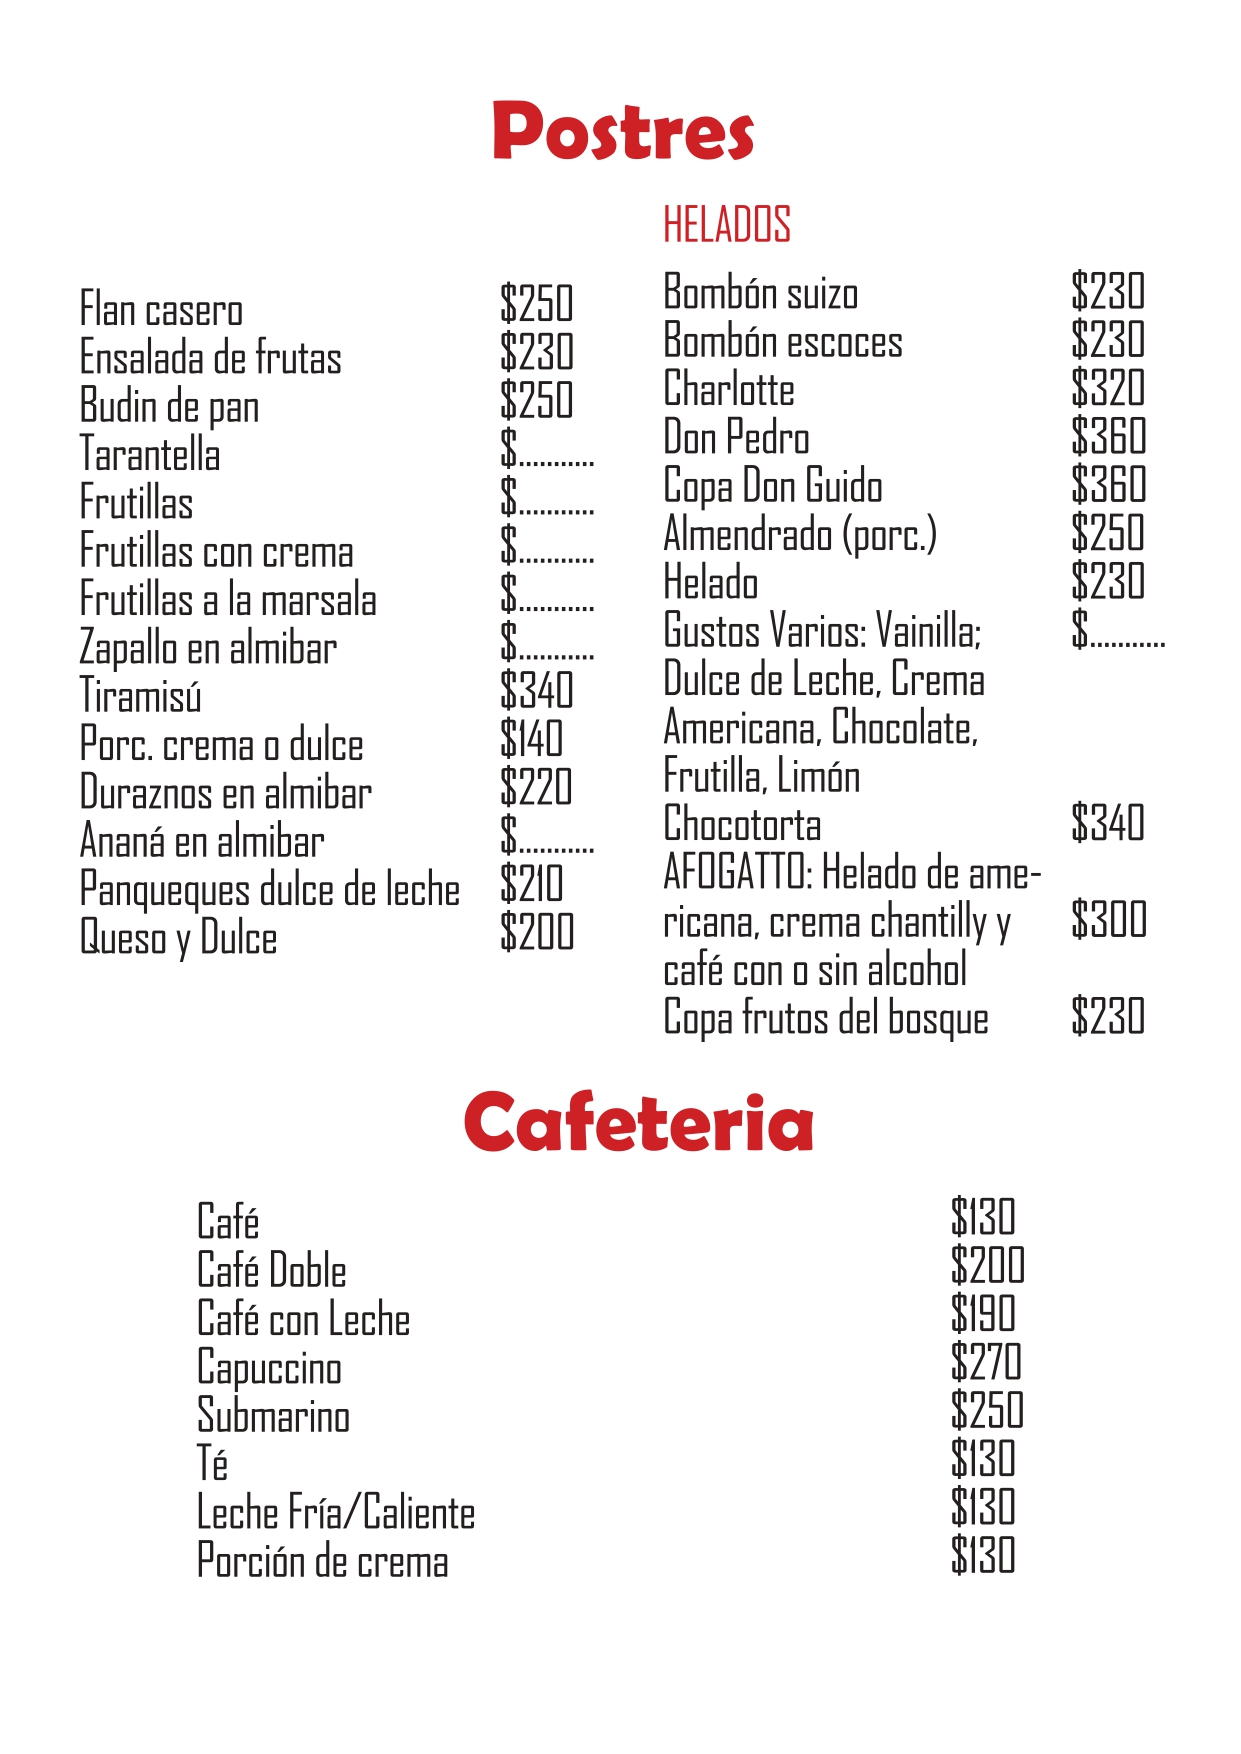 Postres
Flan casero $250
Ensalada de frutas $230
Budin de pan $250
Tarantella $...........
Frutillas $...........
Frutillas con crema $...........
Frutillas a la marsala $...........
Zapallo en almibar $...........
Tiramisú $340
Porc. crema o dulce $140
Duraznos en almibar $220
Ananá en almibar $...........
Panqueques dulce de leche $210
Queso y Dulce $200
HELADOS
Bombón suizo $230
Bombón escoces $230
Charlotte $320
Don Pedro $360
Copa Don Guido $360
Almendrado (porc.) $250
Helado $230
Gustos Varios: Vainilla; $...........
Dulce de Leche, Crema
Americana, Chocolate,
Frutilla, Limón
Chocotorta $340
AFOGATTO: Helado de ame-
ricana, crema chantilly y $300
café con o sin alcohol
Copa frutos del bosque $230
Cafeteria
Café $130
Café Doble $200
Café con Leche $190
Capuccino $270
Submarino $250
Té $130
Leche Fría/Caliente $130
Porción de crema $130